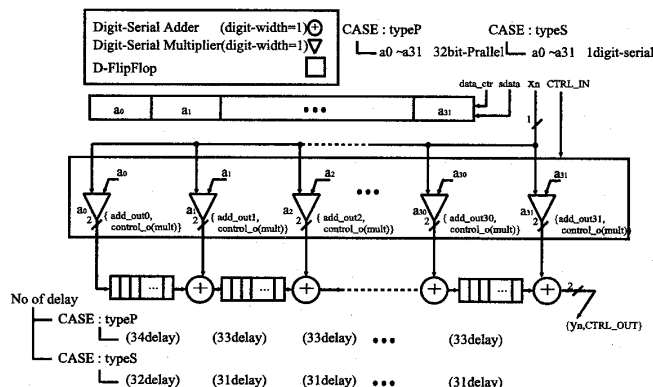 Digit-Serial Adder (digit-width=1)
Digit-Serial Multiplier(digit-width=1)
D-FlipFlop
CASE : typeP
a0 ~a31 32bit-Prallel
CASE : typeS
a0 ~a31 1digit-serial
data_ctr sdata Xn CTRL_IN
a0 a1 ••• a31
1
a0 a1 a2 ••• a30 a31
a0 a1 a2 a30 a31
2 2 2 2 2
{ add_out0, control_o(mult)}
{ add_out1, control_o(mult)}
{ add_out2, control_o(mult)}
{ add_out30, control_o(mult)}
{add_out31, control_o(mult)}
... + ... + + ... + 2
{yn,CTRL_OUT}
No of delay
CASE : typeP
(34delay) (33delay) (33delay) ••• (33delay)
CASE : typeS
(32delay) (31delay) (31delay) ••• (31delay)